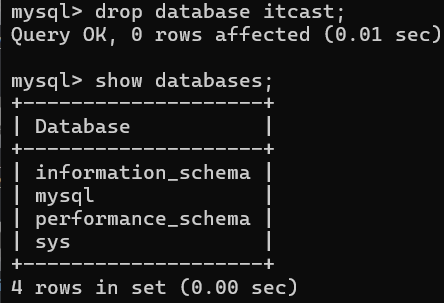 mysql> drop database itcast;
Query OK, 0 rows affected (0.01 sec)
mysql> show databases;
+--------------------+
| Database           |
+--------------------+
| information_schema |
| mysql              |
| performance_schema |
| sys                |
+--------------------+
4 rows in set (0.00 sec)